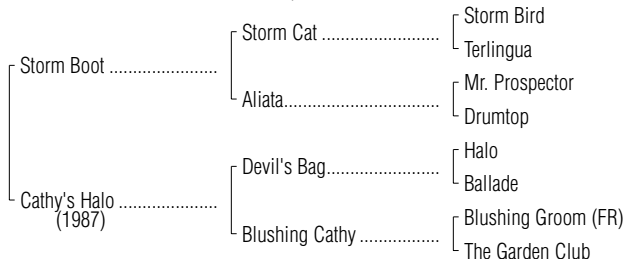 Storm Bird
Storm Cat ........................
Terlingua
Storm Boot ......................
Mr. Prospector
Aliata................................
Drumtop
Halo
Devil's Bag.......................
Ballade
Cathy's Halo ....................
(1987)
Blushing Groom (FR)
Blushing Cathy ................
The Garden Club